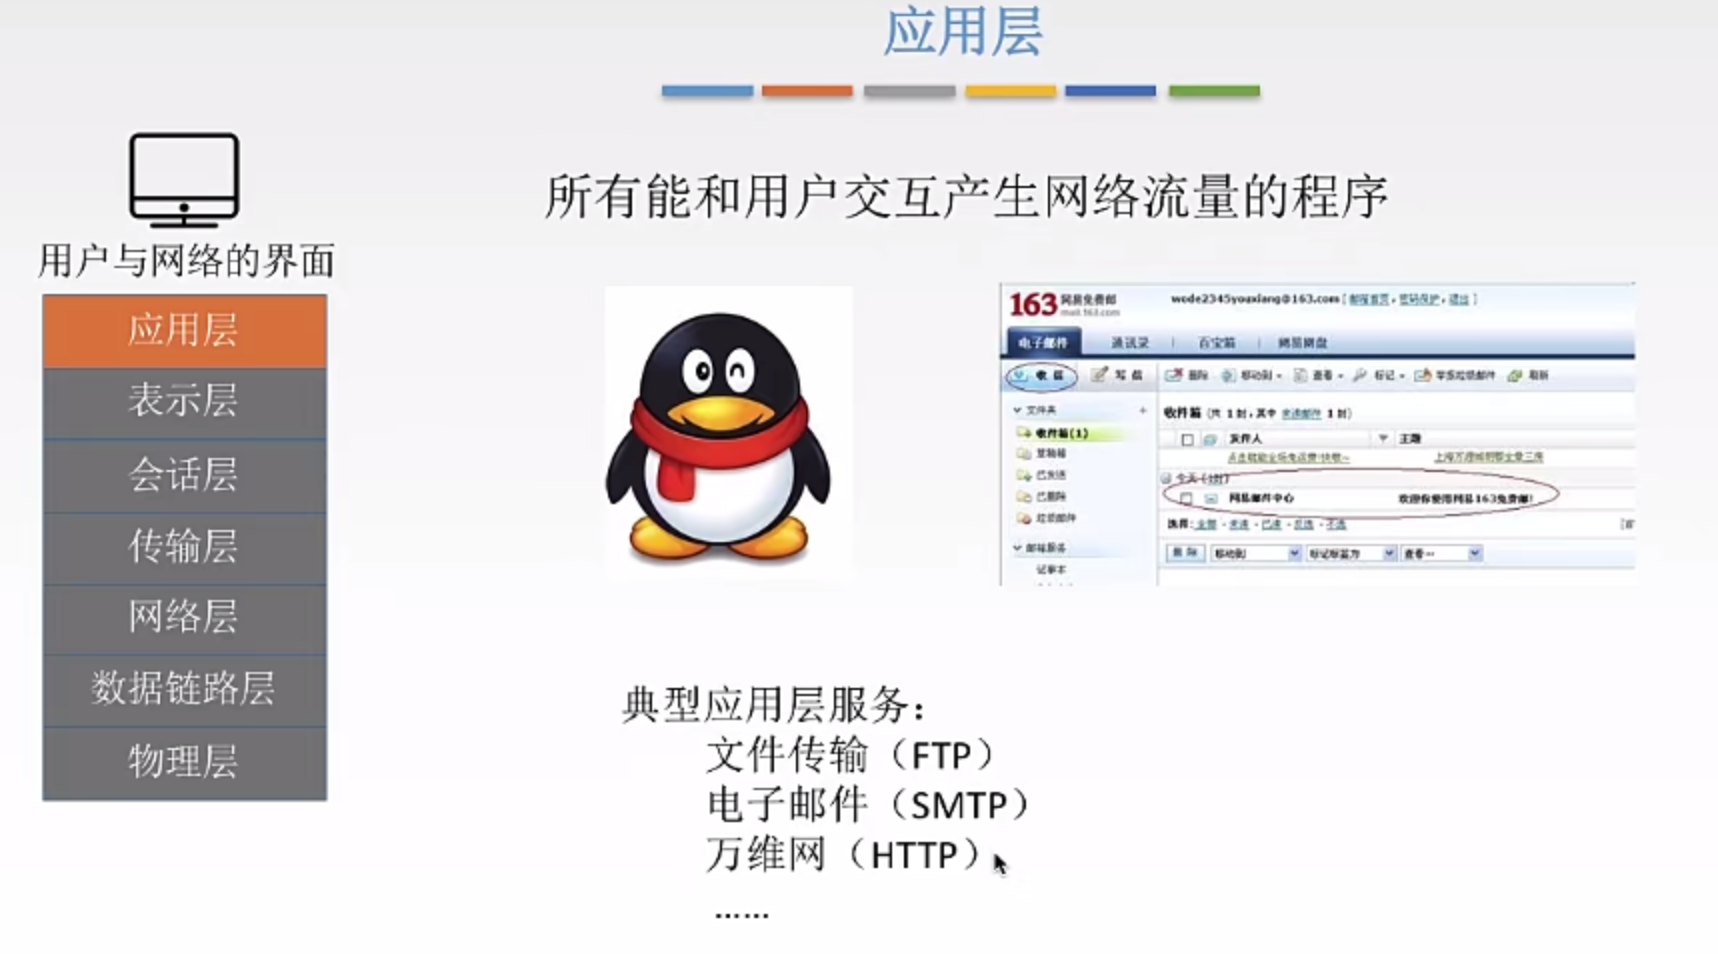 应用层
所有能和用户交互产生网络流量的程序
用户与网络的界面
应用层
表示层
会话层
传输层
网络层
数据链路层
物理层
163 网易免费邮
mail.163.com
wode2345youxiang@163.com [邮箱首页，密码保护，退出]
电子邮件 通讯录 百宝箱 网易网盘
收信 写信 删除 移动到 查看 标记 举报垃圾邮件 刷新
文件夹
收件箱(1)
草稿箱
已发送
已删除
垃圾邮件
邮箱服务
记事本
收件箱 (共 1 封，其中 未读邮件 1 封)
发件人 主题
今天 (1封)
网易邮件中心 欢迎你使用网易163免费邮！
选择：全部 · 未读 · 已读 · 反选 · 不选
删除 移动到 标记标签为 查看
典型应用层服务：
文件传输（FTP）
电子邮件（SMTP）
万维网（HTTP）
……